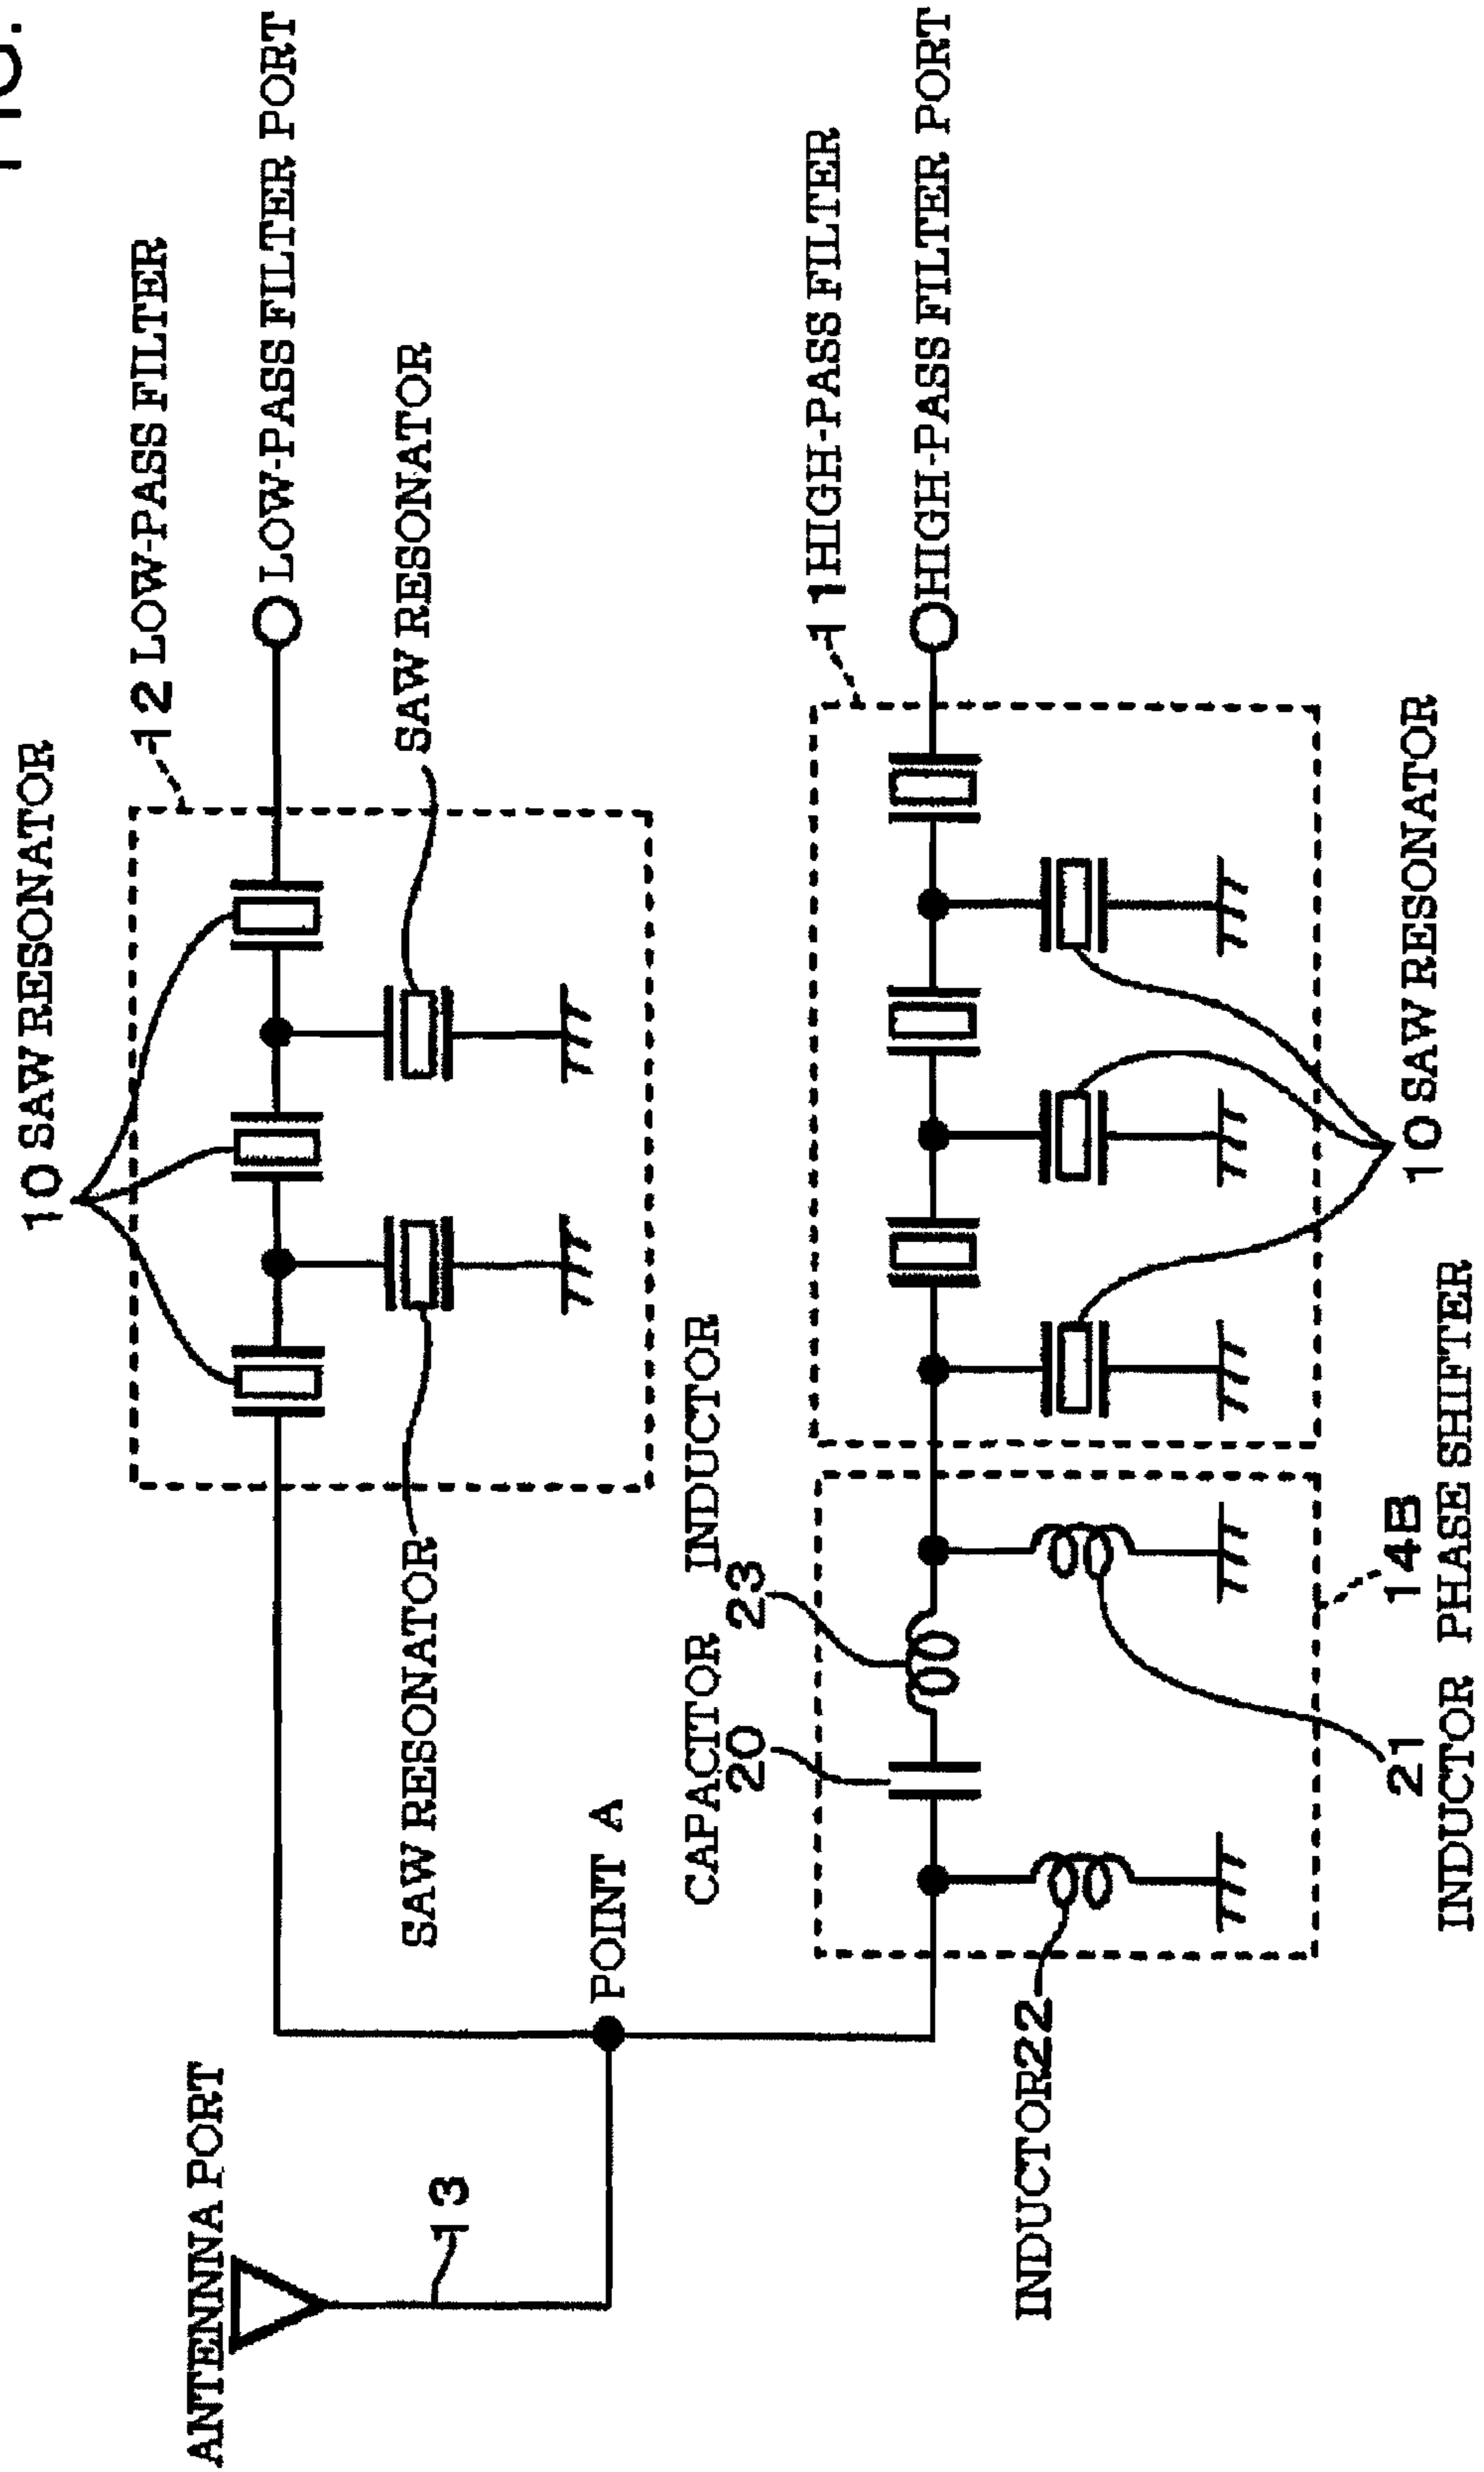 FIG.
10 SAW RESONATOR
12 LOW-PASS FILTER
ANTENNA PORT
LOW-PASS FILTER PORT
13
SAW RESONATOR
SAW RESONATOR
POINT A
CAPACITOR INDUCTOR
20 23
11 HIGH-PASS FILTER
HIGH-PASS FILTER PORT
INDUCTOR22
21 14B
10 SAW RESONATOR
INDUCTOR PHASE SHIFTER